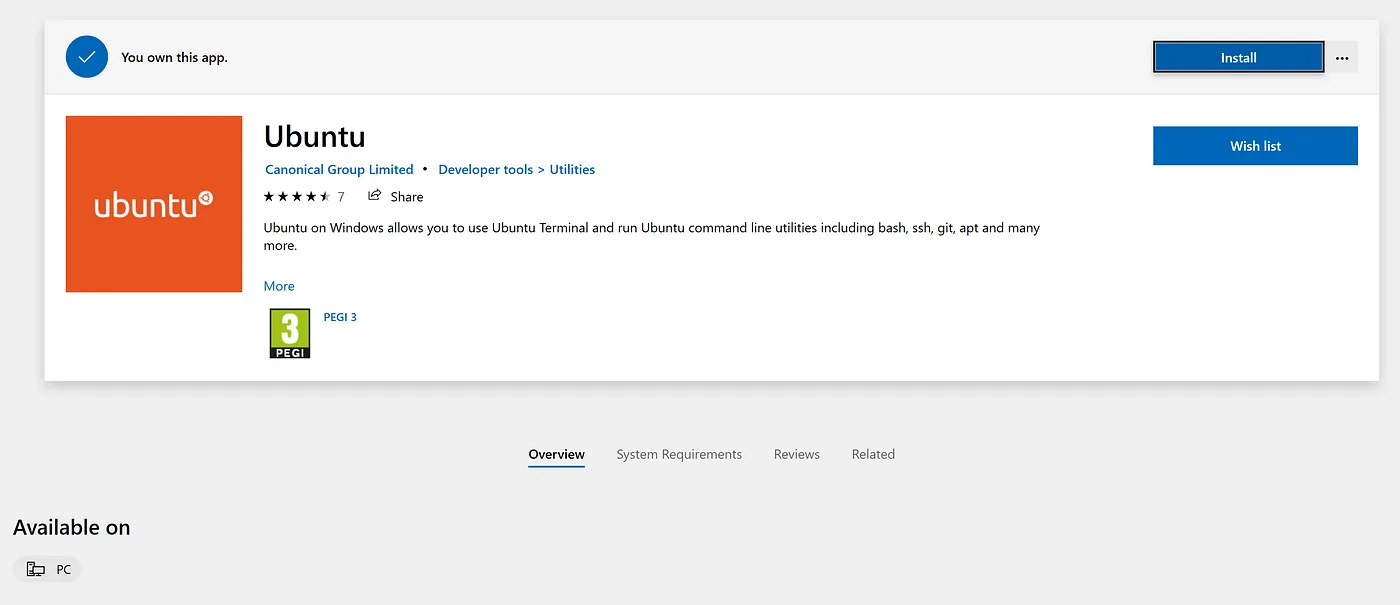 You own this app.
Install
ubuntu
Ubuntu
Canonical Group Limited • Developer tools > Utilities
7 Share
Ubuntu on Windows allows you to use Ubuntu Terminal and run Ubuntu command line utilities including bash, ssh, git, apt and many
more.
Wish list
More
3
PEGI
PEGI 3
Overview System Requirements Reviews Related
Available on
PC